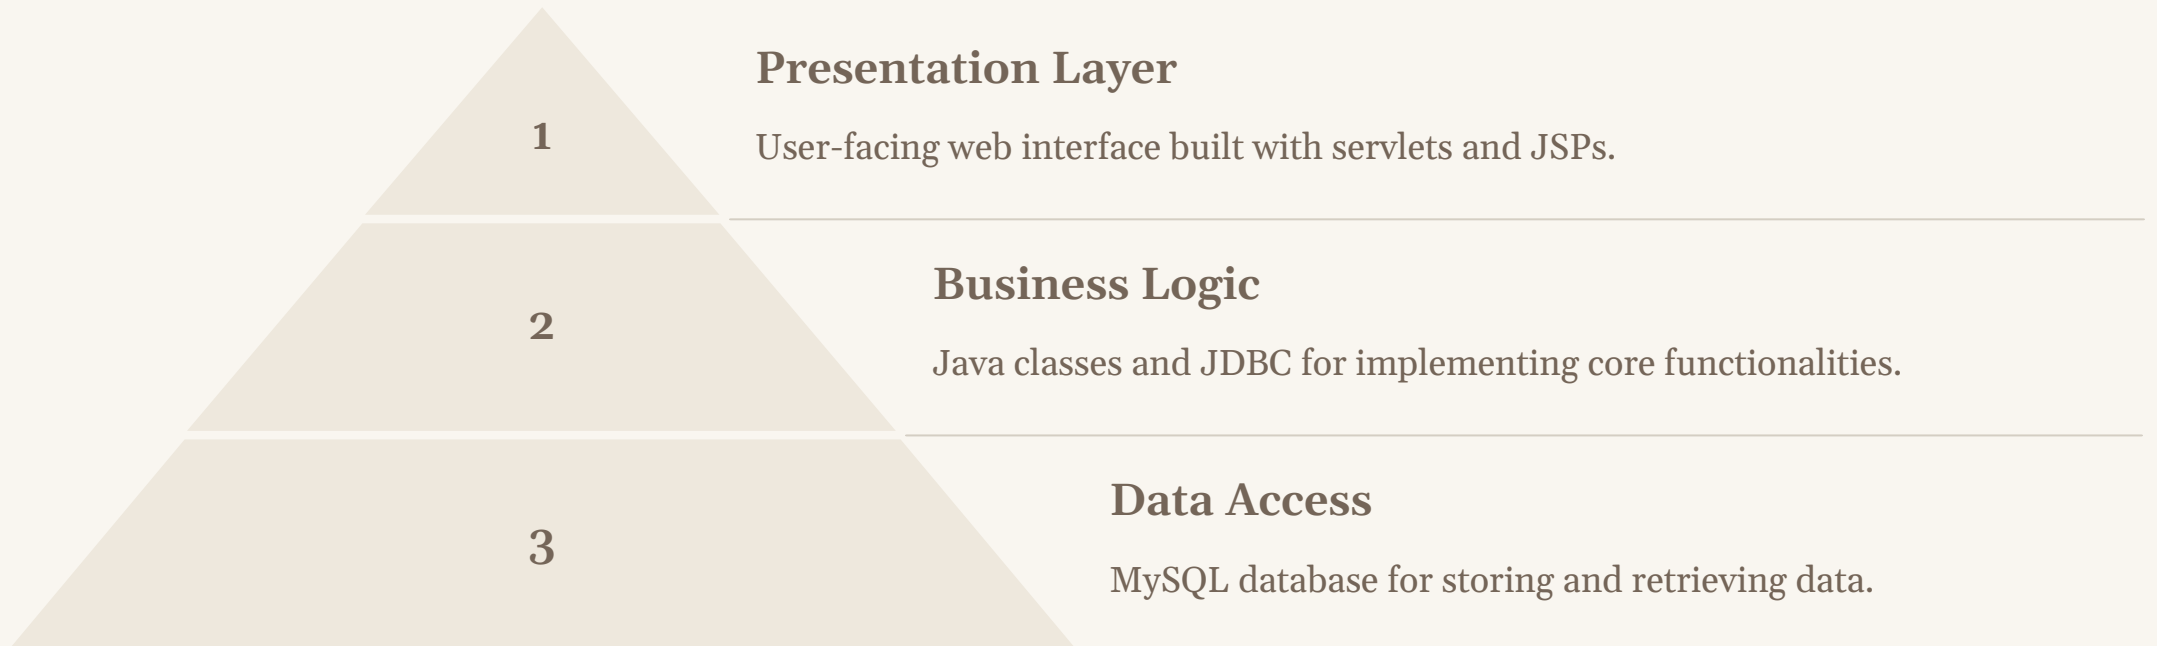 1
Presentation Layer
User-facing web interface built with servlets and JSPs.
2
Business Logic
Java classes and JDBC for implementing core functionalities.
3
Data Access
MySQL database for storing and retrieving data.